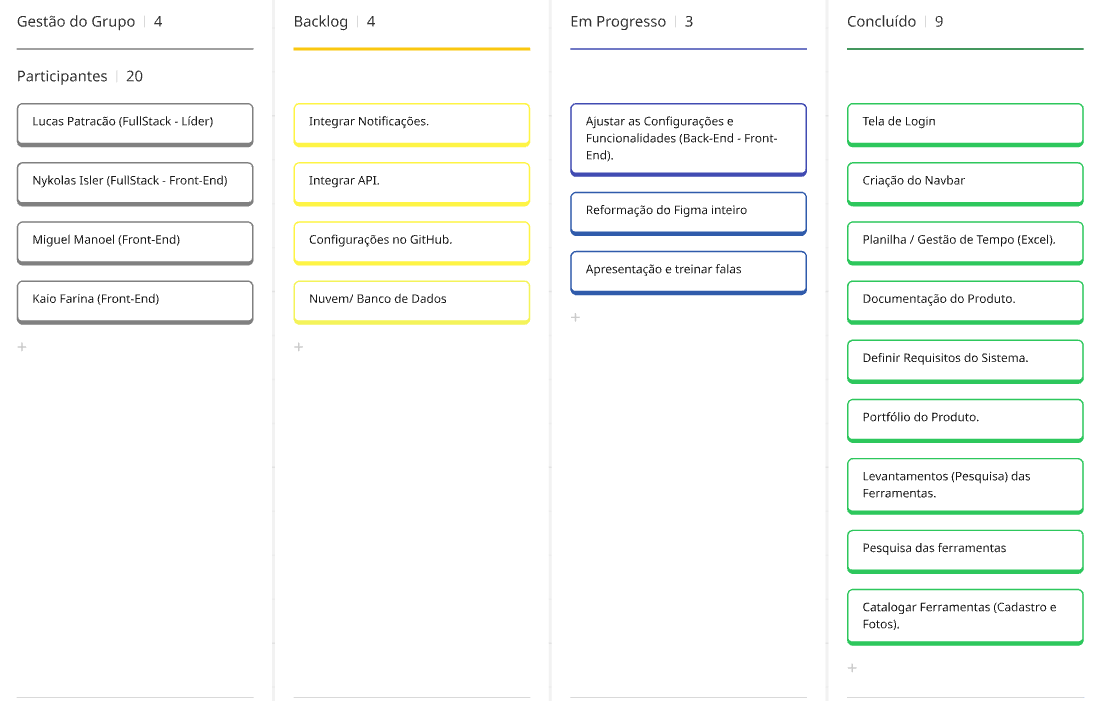 Gestão do Grupo | 4
Participantes | 20
Lucas Patracão (FullStack - Líder)
Nykolas Isler (FullStack - Front-End)
Miguel Manoel (Front-End)
Kaio Farina (Front-End)
+
Backlog | 4
Integrar Notificações.
Integrar API.
Configurações no GitHub.
Nuvem/ Banco de Dados
+
Em Progresso | 3
Ajustar as Configurações e
Funcionalidades (Back-End - Front-
End).
Reformação do Figma inteiro
Apresentação e treinar falas
+
Concluído | 9
Tela de Login
Criação do Navbar
Planilha / Gestão de Tempo (Excel).
Documentação do Produto.
Definir Requisitos do Sistema.
Portfólio do Produto.
Levantamentos (Pesquisa) das
Ferramentas.
Pesquisa das ferramentas
Catalogar Ferramentas (Cadastro e
Fotos).
+